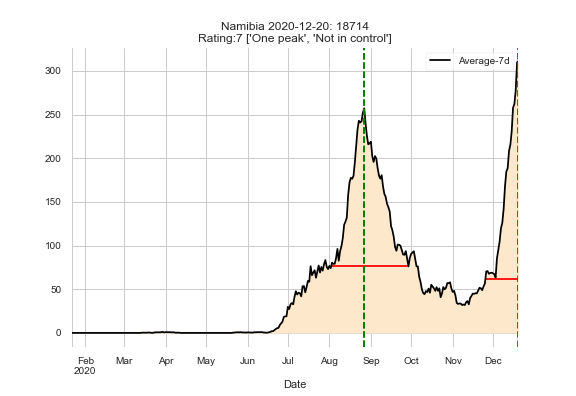 Namibia 2020-12-20: 18714
Rating:7 ['One peak', 'Not in control']
Average-7d
300
250
200
150
100
50
0
Feb Mar Apr May Jun Jul Aug Sep Oct Nov Dec
2020
Date